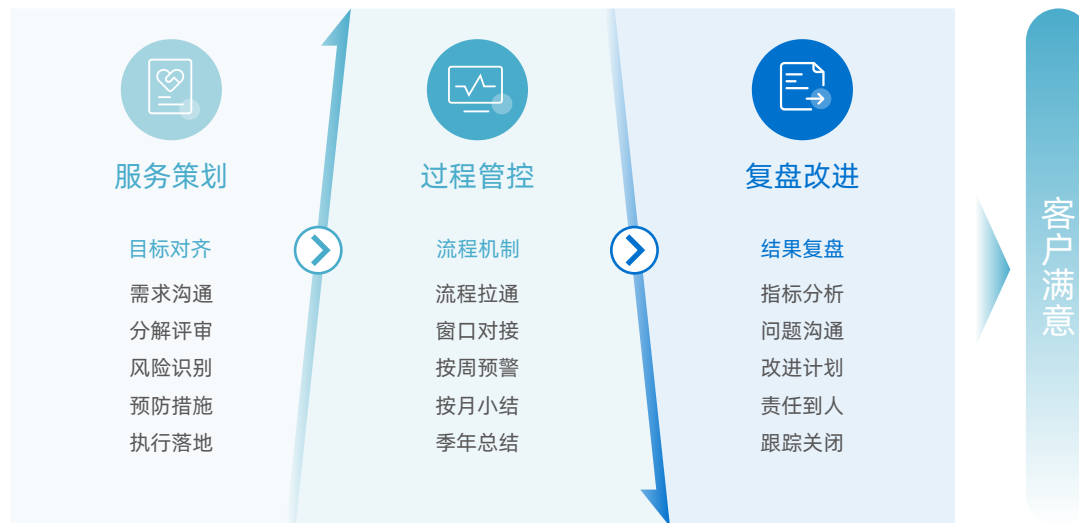 服务策划
目标对齐
需求沟通
分解评审
风险识别
预防措施
执行落地
过程管控
流程机制
流程拉通
窗口对接
按周预警
按月小结
季年总结
复盘改进
结果复盘
指标分析
问题沟通
改进计划
责任到人
跟踪关闭
客户满意